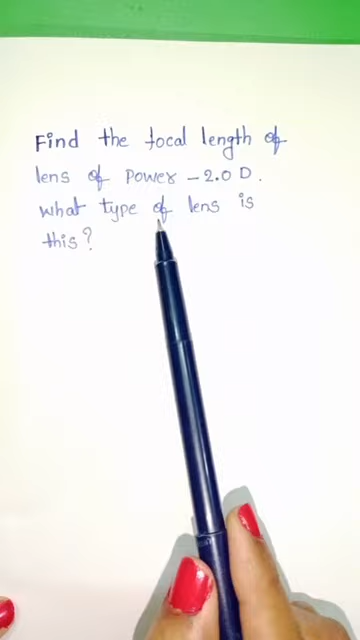 Find the focal length of
lens of Power -2.0 D.
what type of lens is
this?